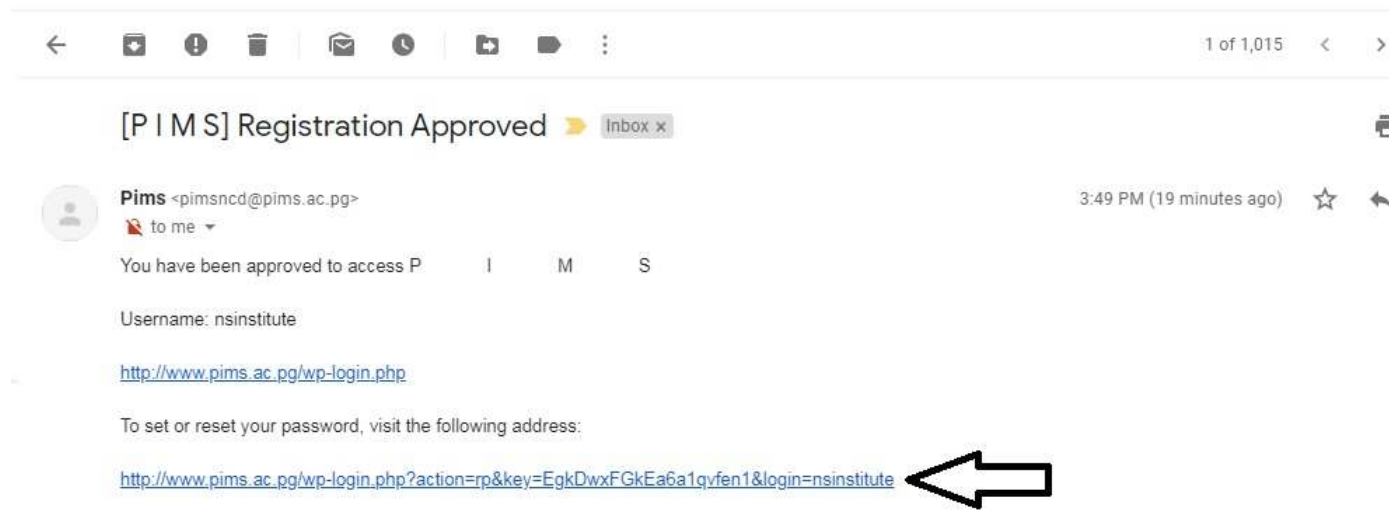 1 of 1,015
[P I M S] Registration Approved Inbox x
Pims <pimsncd@pims.ac.pg> 3:49 PM (19 minutes ago)
to me
You have been approved to access P I M S
Username: nsinstitute
http://www.pims.ac.pg/wp-login.php
To set or reset your password, visit the following address:
http://www.pims.ac.pg/wp-login.php?action=rp&key=EgkDwxFGkEa6a1qvfen1&login=nsinstitute